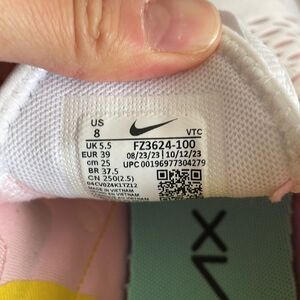 US
8
VTC
UK 5.5
FZ3624-100
EUR 39
08/23/23 | 10/12/23
cm 25
UPC 00196977304279
BR 37.5
CN 250(2.5)
MADE IN VIETNAM